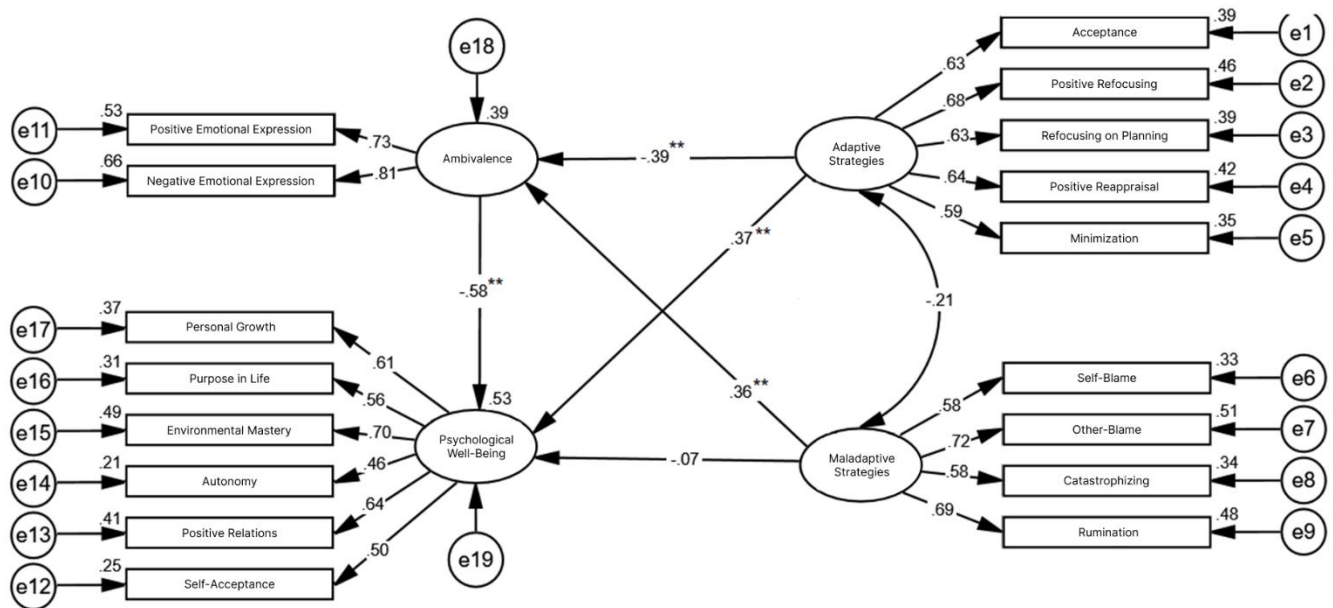 e18
.39
Ambivalence
e11
.53
Positive Emotional Expression
.73
e10
.66
Negative Emotional Expression
.81
-.39**
Adaptive
Strategies
.63
Acceptance
.39
e1
.68
Positive Refocusing
.46
e2
.63
Refocusing on Planning
.39
e3
.64
Positive Reappraisal
.42
e4
.59
Minimization
.35
e5
-.58**
.37**
.36**
-.21
-.07
e17
.37
Personal Growth
.61
e16
.31
Purpose in Life
.56
e15
.49
Environmental Mastery
.70
e14
.21
Autonomy
.46
e13
.41
Positive Relations
.64
e12
.25
Self-Acceptance
.50
.53
Psychological
Well-Being
e19
Maladaptive
Strategies
.58
Self-Blame
.33
e6
.72
Other-Blame
.51
e7
.58
Catastrophizing
.34
e8
.69
Rumination
.48
e9